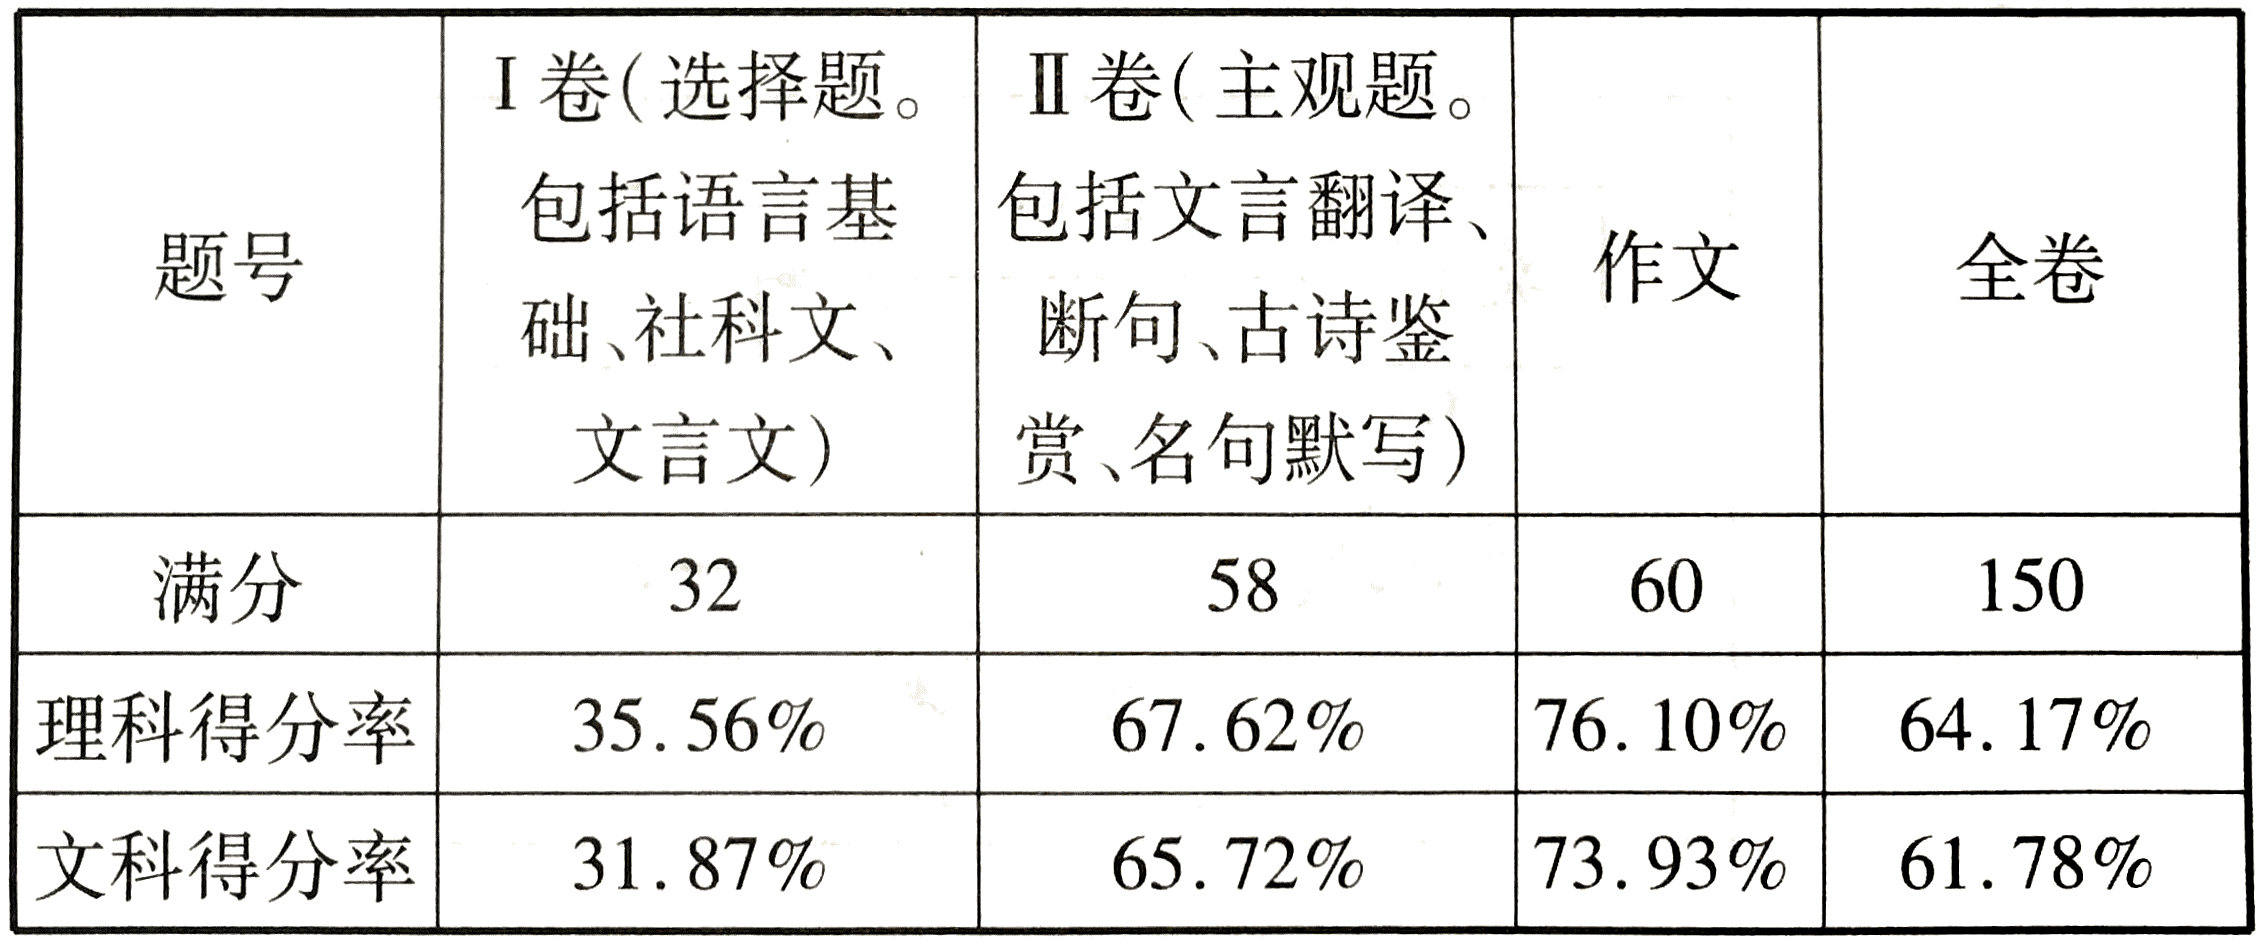 题号
Ⅰ卷(选择题。
包括语言基
础、社科文、
文言文)
Ⅱ卷(主观题。
包括文言翻译、
断句、古诗鉴
赏、名句默写)
作文
全卷
满分 32 58 60 150
理科得分率 35.56% 67.62% 76.10% 64.17%
文科得分率 31.87% 65.72% 73.93% 61.78%